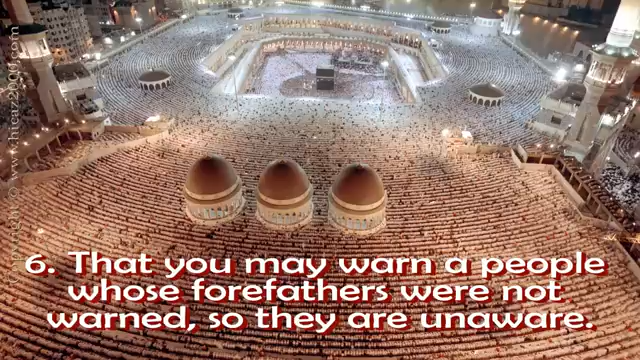 6. That you may warn a people
whose forefathers were not
warned, so they are unaware.